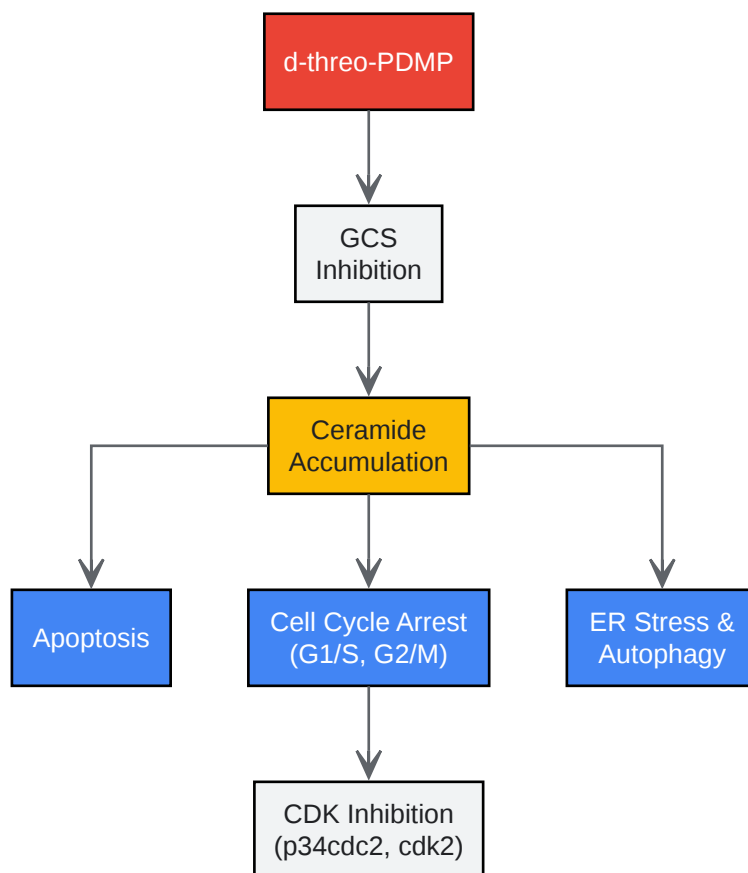 d-threo-PDMP
GCS
Inhibition
Ceramide
Accumulation
Apoptosis
Cell Cycle Arrest
(G1/S, G2/M)
ER Stress &
Autophagy
CDK Inhibition
(p34cdc2, cdk2)